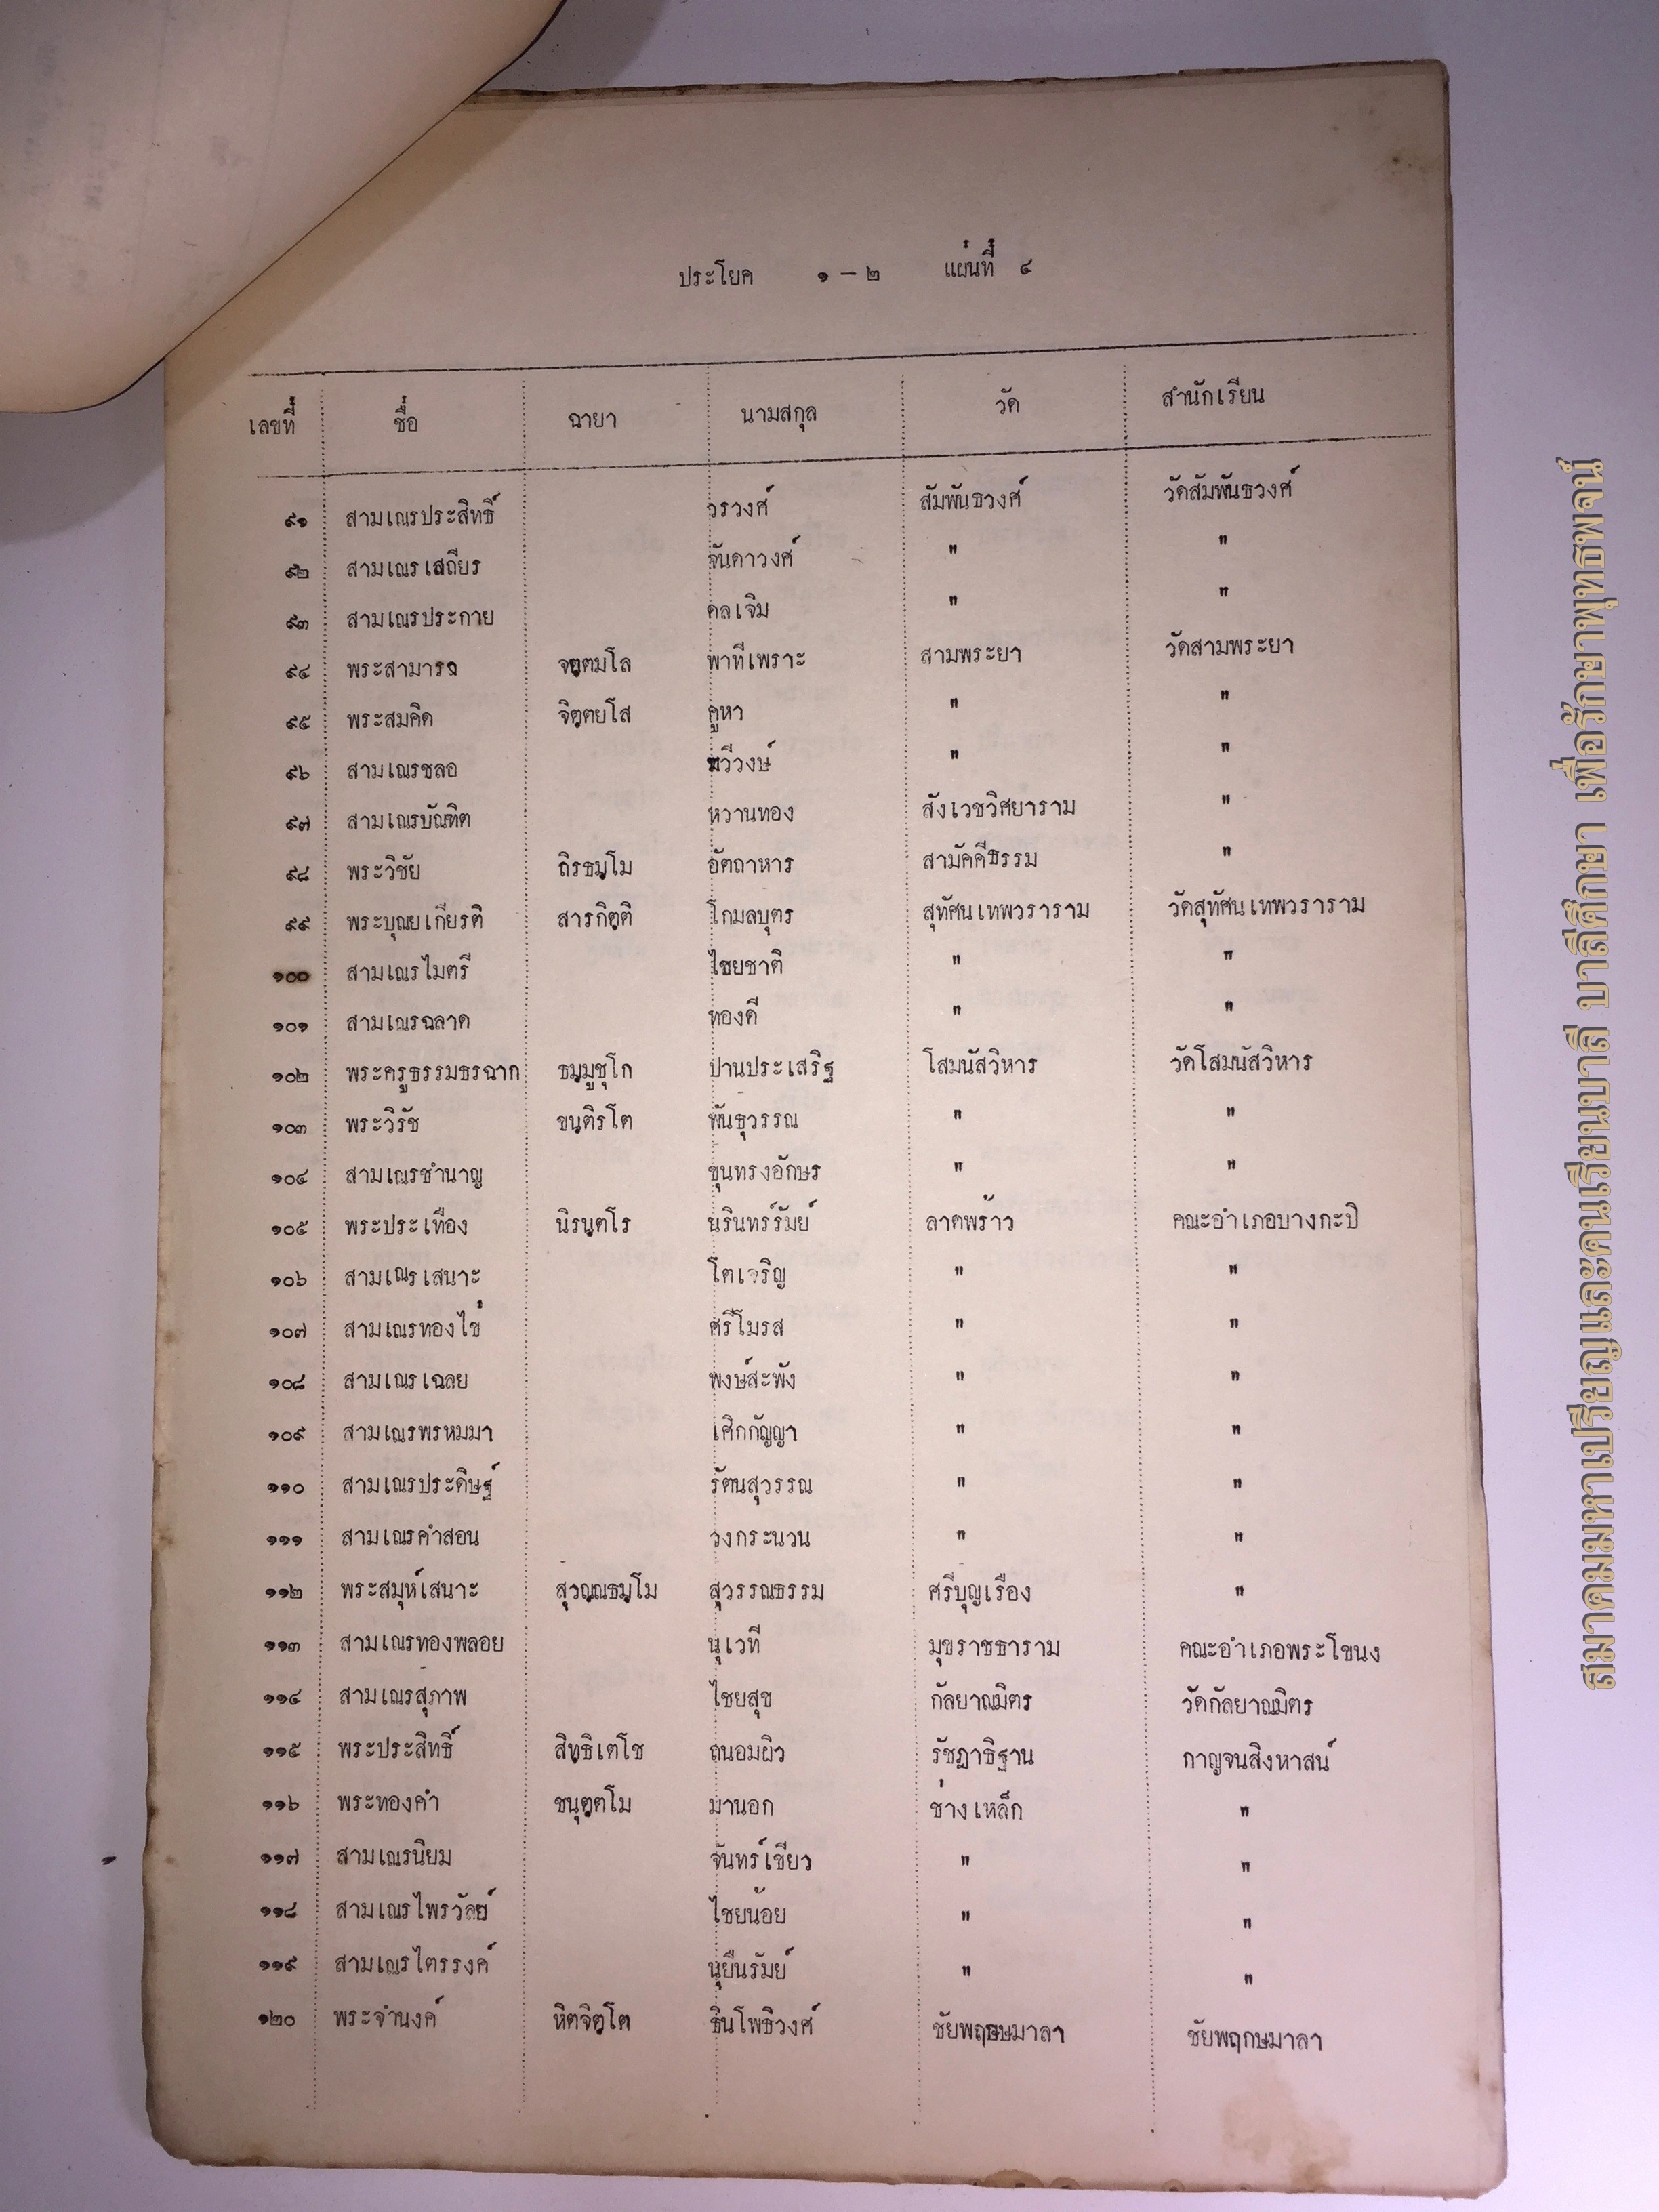 ประโยค ๑ - ๒ แผ่นที่ ๔
เลขที่ ชื่อ ฉายา นามสกุล วัด สำนักเรียน
๙๑ สามเณรประสิทธิ์ วรวงศ์ สัมพันธวงศ์ วัดสัมพันธวงศ์
๙๒ สามเณรเสถียร จันดาวงศ์ " "
๙๓ สามเณรประกาย ดลเจิม " "
๙๔ พระสามารถ พาทีเพราะ สามพระยา วัดสามพระยา
๙๕ พระสมคิด จิตฺตยโส คูหา " "
๙๖ สามเณรชลอ ทวีวงษ์ " "
๙๗ สามเณรบัณฑิต หวานทอง สังเวชวิศยาราม "
๙๘ พระวิชัย ถิรธมฺโม อัตถาหาร สามัคคีธรรม "
๙๙ พระบุณยเกียรติ สารกิตฺติ โกมลบุตร สุทัศนเทพวราราม วัดสุทัศนเทพวราราม
๑๐๐ สามเณรไมตรี ไชยชาติ " "
๑๐๑ สามเณรฉลาด ทองดี " "
๑๐๒ พระครูธรรมธรฉาก ธมฺมูชุโก ปานประเสริฐ โสมนัสวิหาร วัดโสมนัสวิหาร
๑๐๓ พระวิรัช ขนฺติรโต พันธุวรรณ " "
๑๐๔ สามเณรชำนาญ ขุนทรงอักษร " "
๑๐๕ พระประเทือง นิรนฺตโร นรินทร์รัมย์ ลาดพร้าว คณะอำเภอบางกะปิ
๑๐๖ สามเณรเสนาะ โตเจริญ " "
๑๐๗ สามเณรทองไข่ ศรีโมรส " "
๑๐๘ สามเณรเฉลย พงษ์สะพัง " "
๑๐๙ สามเณรพรหมมา เศิกกัญญา " "
๑๑๐ สามเณรประดิษฐ์ รัตนสุวรรณ " "
๑๑๑ สามเณรคำสอน วงกระนวน " "
๑๑๒ พระสมุห์เสนาะ สุวณฺณธมฺโม สุวรรณธรรม ศรีบุญเรือง "
๑๑๓ สามเณรทองพลอย นุเวที มุขราชธาราม คณะอำเภอพระโขนง
๑๑๔ สามเณรสุภาพ ไชยสุข กัลยาณมิตร วัดกัลยาณมิตร
๑๑๕ พระประสิทธิ์ สิทฺธิเตโช ถนอมผิว รัชฎาธิฐาน กาญจนสิงหาสน์
๑๑๖ พระทองคำ ชนุตฺตโม มานอก ช่างเหล็ก "
๑๑๗ สามเณรนิยม จันทร์เขียว " "
๑๑๘ สามเณรไพรวัลย์ ไชยน้อย " "
๑๑๙ สามเณรไตรรงค์ นุยืนรัมย์ " "
๑๒๐ พระจำนงค์ หิตจิตฺโต ธินโพธิวงศ์ ชัยพฤกษมาลา ชัยพฤกษมาลา
สมาคมมหาเปรียญและคนเรียนบาลี บาลีศึกษา เพื่อรักษาพุทธพจน์